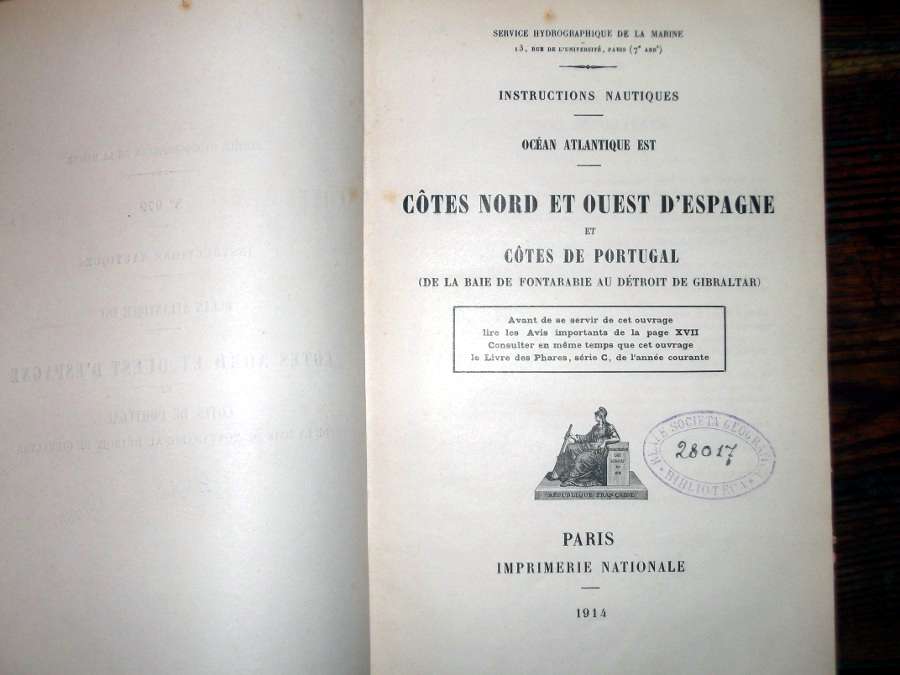 SERVICE HYDROGRAPHIQUE DE LA MARINE
13, RUE DE L'UNIVERSITÉ, PARIS (7e ARRt)
INSTRUCTIONS NAUTIQUES
OCÉAN ATLANTIQUE EST
CÔTES NORD ET OUEST D'ESPAGNE
ET
CÔTES DE PORTUGAL
(DE LA BAIE DE FONTARABIE AU DÉTROIT DE GIBRALTAR)
Avant de se servir de cet ouvrage
lire les Avis importants de la page XVII
Consulter en même temps que cet ouvrage
le Livre des Phares, série C, de l'année courante
RÉPUBLIQUE FRANÇAISE
REALE SOCIETÀ GEOGRAFICA
28017
BIBLIOTECA
PARIS
IMPRIMERIE NATIONALE
1914